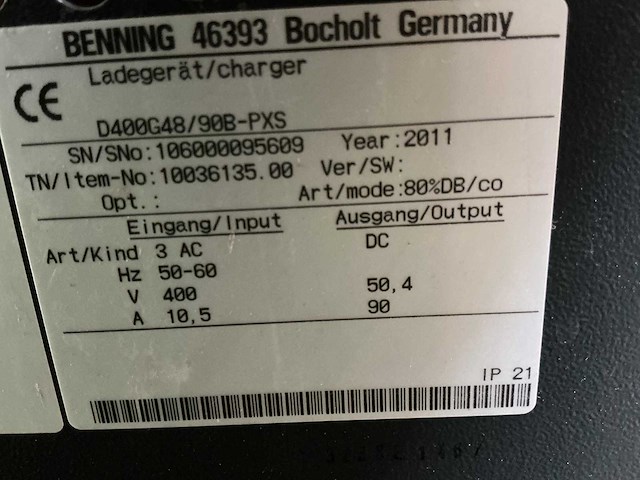 BENNING 46393 Bocholt Germany
Ladegerät/charger
CE
D400G48/90B-PXS
SN/SNo:106000095609 Year:2011
TN/Item-No:10036135.00 Ver/SW:
Opt.: Art/mode:80%DB/co
Eingang/Input Ausgang/Output
Art/Kind 3 AC DC
Hz 50-60
V 400 50,4
A 10,5 90
IP 21